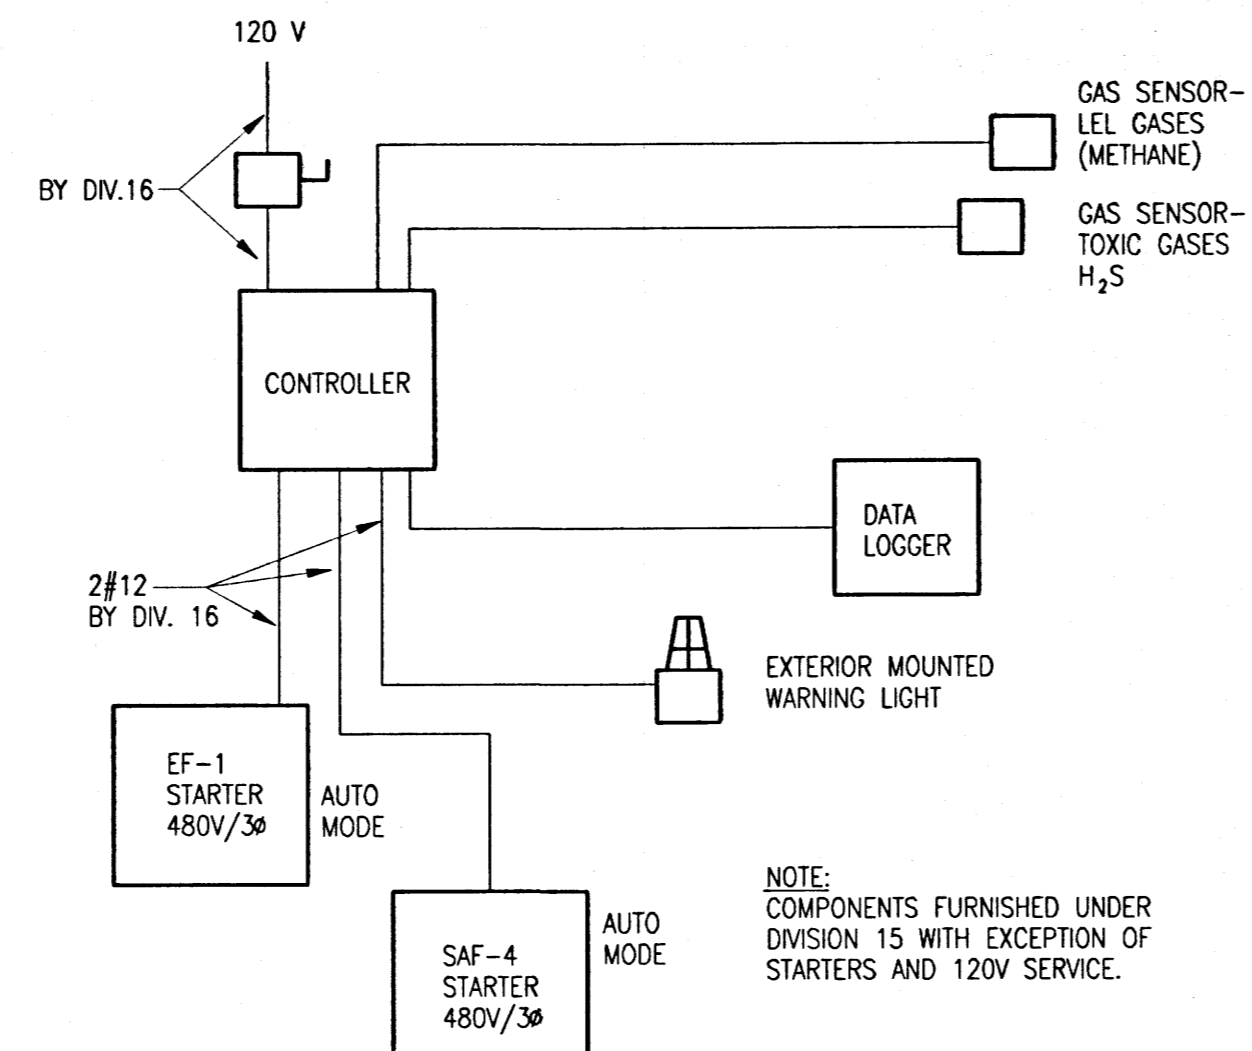 120 V
GAS SENSOR-
LEL GASES
(METHANE)
BY DIV.16
GAS SENSOR-
TOXIC GASES
H₂S
CONTROLLER
DATA
LOGGER
2#12
BY DIV. 16
EXTERIOR MOUNTED
WARNING LIGHT
EF-1
STARTER
480V/3ø
AUTO
MODE
NOTE:
COMPONENTS FURNISHED UNDER
DIVISION 15 WITH EXCEPTION OF
STARTERS AND 120V SERVICE.
SAF-4
STARTER
480V/3ø
AUTO
MODE